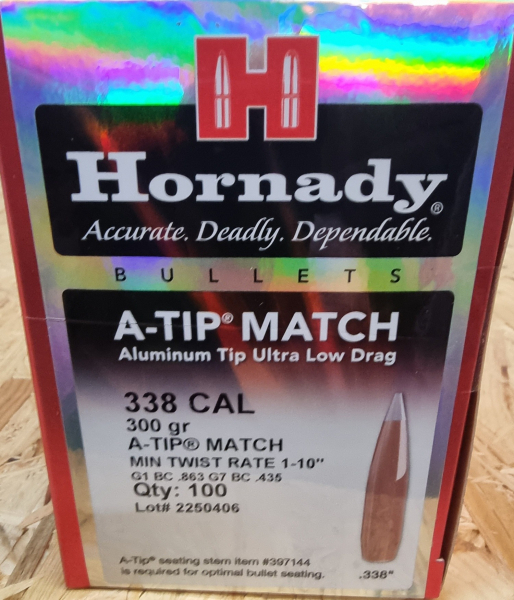 H
Hornady®
Accurate. Deadly. Dependable.
BULLETS
A-TIP® MATCH
Aluminum Tip Ultra Low Drag
338 CAL
300 gr
A-TIP® MATCH
MIN TWIST RATE 1-10"
G1 BC .863 G7 BC .435
Qty: 100
Lot# 2250406
A-Tip® seating stem item #397144
is required for optimal bullet seating.
.338"